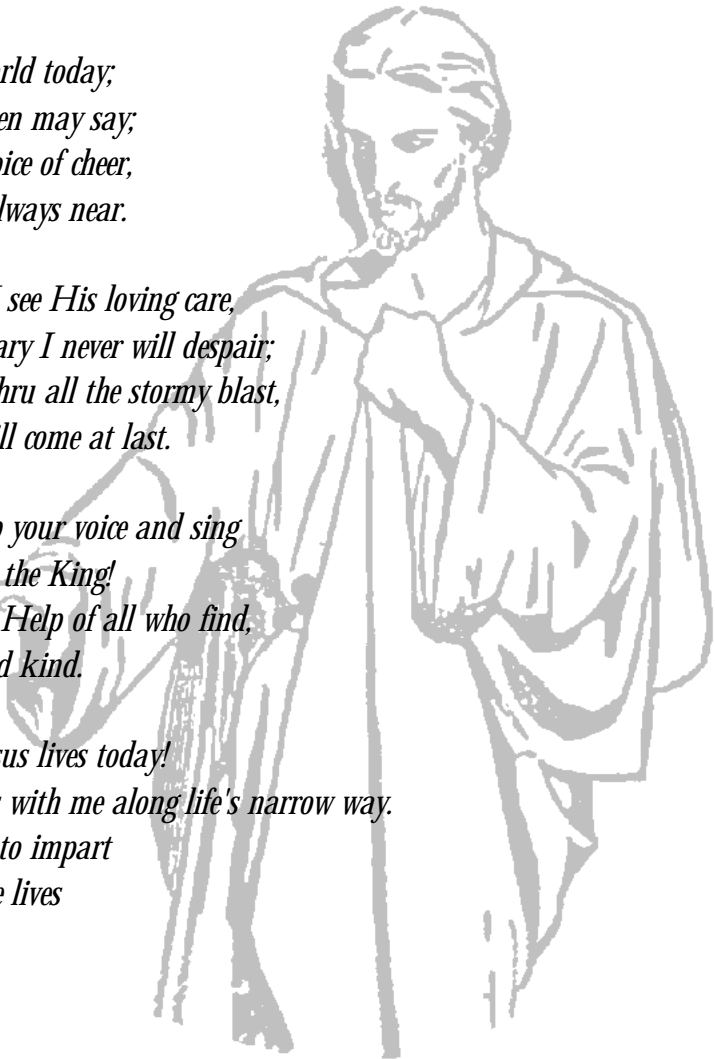 rld today;
en may say;
oice of cheer,
lways near.
I see His loving care,
ary I never will despair;
hru all the stormy blast,
ll come at last.
p your voice and sing
the King!
Help of all who find,
d kind.
sus lives today!
s with me along life's narrow way.
to impart
e lives